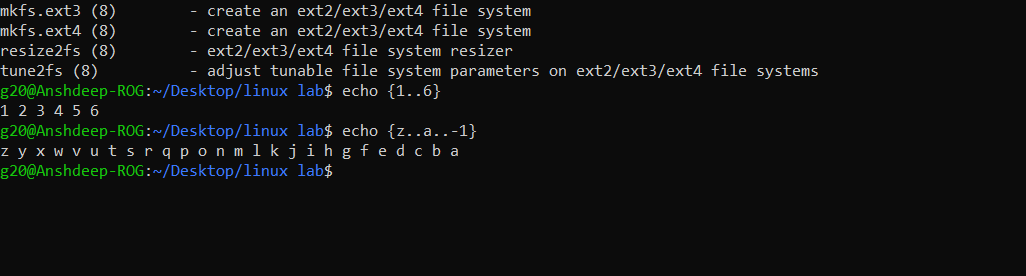 mkfs.ext3 (8)        - create an ext2/ext3/ext4 file system
mkfs.ext4 (8)        - create an ext2/ext3/ext4 file system
resize2fs (8)        - ext2/ext3/ext4 file system resizer
tune2fs (8)          - adjust tunable file system parameters on ext2/ext3/ext4 file systems
g20@Anshdeep-ROG:~/Desktop/linux lab$ echo {1..6}
1 2 3 4 5 6
g20@Anshdeep-ROG:~/Desktop/linux lab$ echo {z..a..-1}
z y x w v u t s r q p o n m l k j i h g f e d c b a
g20@Anshdeep-ROG:~/Desktop/linux lab$